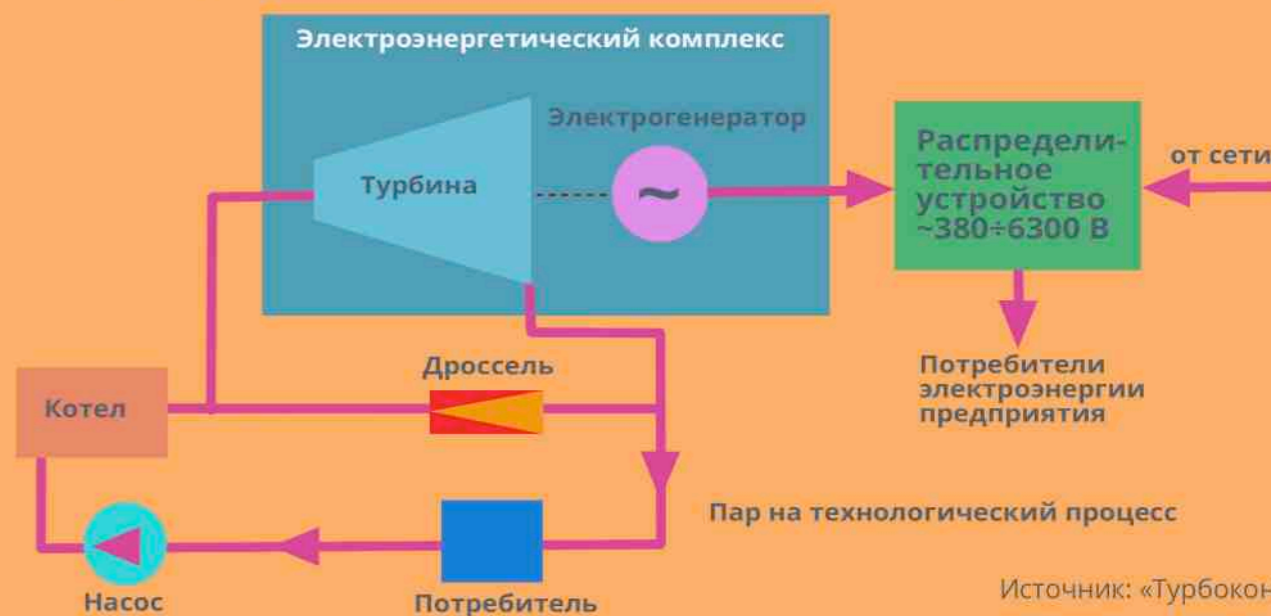 Электроэнергетический комплекс
Электрогенератор
Турбина
~
Распредели-
тельное
устройство
~380÷6300 В
от сети
Дроссель
Потребители
электроэнергии
предприятия
Котел
Пар на технологический процесс
Насос
Потребитель
Источник: «Турбокон